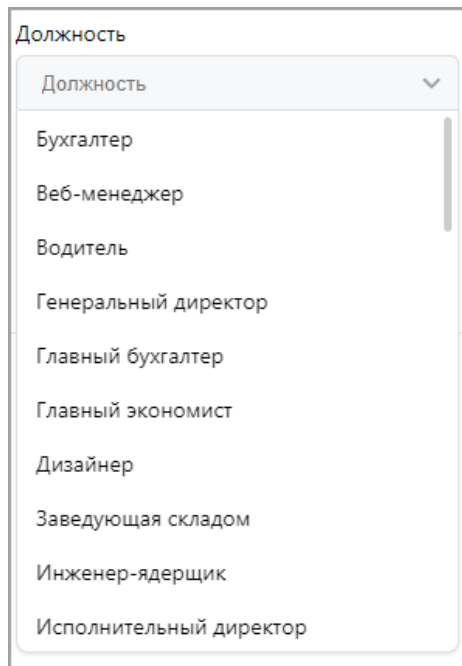 Должность
Должность
Бухгалтер
Веб-менеджер
Водитель
Генеральный директор
Главный бухгалтер
Главный экономист
Дизайнер
Заведующая складом
Инженер-ядерщик
Исполнительный директор